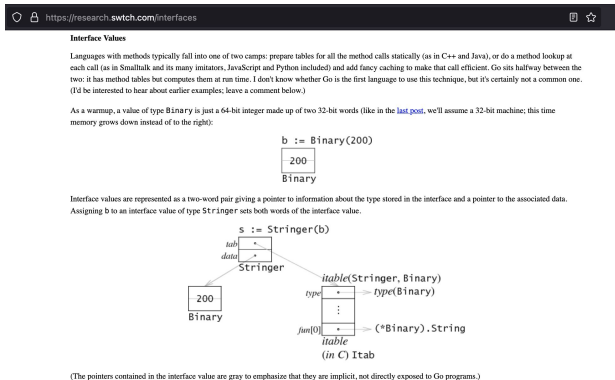 https://research.swtch.com/interfaces
Interface Values
Languages with methods typically fall into one of two camps: prepare tables for all the method calls statically (as in C++ and Java), or do a method lookup at
each call (as in Smalltalk and its many imitators, JavaScript and Python included) and add fancy caching to make that call efficient. Go sits halfway between the
two: it has method tables but computes them at run time. I don't know whether Go is the first language to use this technique, but it's certainly not a common one.
(I'd be interested to hear about earlier examples; leave a comment below.)
As a warmup, a value of type Binary is just a 64-bit integer made up of two 32-bit words (like in the last post, we'll assume a 32-bit machine; this time
memory grows down instead of to the right):
b := Binary(200)
200
Binary
Interface values are represented as a two-word pair giving a pointer to information about the type stored in the interface and a pointer to the associated data.
Assigning b to an interface value of type Stringer sets both words of the interface value.
s := Stringer(b)
tab
data
Stringer
itable(Stringer, Binary)
type
type(Binary)
200
Binary
⋮
fun[0]
(*Binary).String
itable
(in C) Itab
(The pointers contained in the interface value are gray to emphasize that they are implicit, not directly exposed to Go programs.)